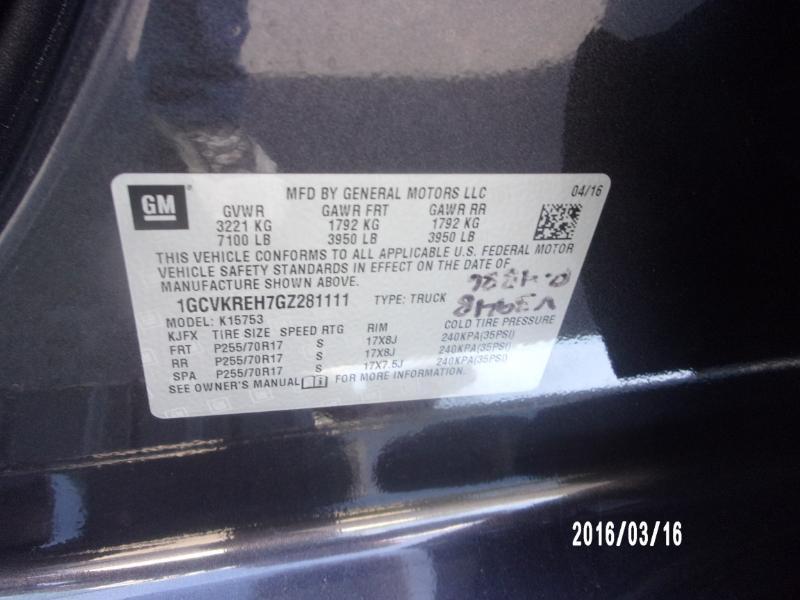 GM
MFD BY GENERAL MOTORS LLC 04/16
GVWR GAWR FRT GAWR RR
3221 KG 1792 KG 1792 KG
7100 LB 3950 LB 3950 LB
THIS VEHICLE CONFORMS TO ALL APPLICABLE U.S. FEDERAL MOTOR
VEHICLE SAFETY STANDARDS IN EFFECT ON THE DATE OF
MANUFACTURE SHOWN ABOVE.
1GCVKREH7GZ281111 TYPE: TRUCK
MODEL: K15753 COLD TIRE PRESSURE
KJFX TIRE SIZE SPEED RTG RIM
FRT P255/70R17 S 17X8J 240KPA(35PSI)
RR P255/70R17 S 17X8J 240KPA(35PSI)
SPA P255/70R17 S 17X7.5J 240KPA(35PSI)
SEE OWNER'S MANUAL FOR MORE INFORMATION.
2016/03/16